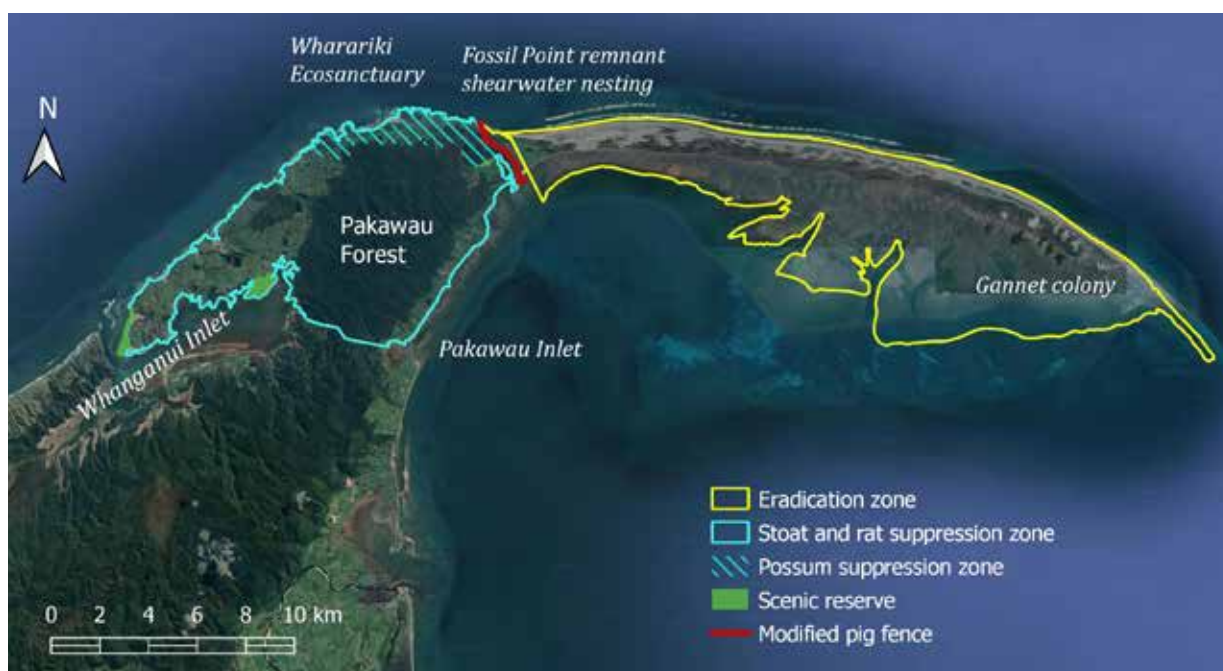 Wharariki
Ecosanctuary
Fossil Point remnant
shearwater nesting
N
Pakawau
Forest
Gannet colony
Whanganui Inlet
Pakawau Inlet
Eradication zone
Stoat and rat suppression zone
Possum suppression zone
Scenic reserve
Modified pig fence
0 2 4 6 8 10 km